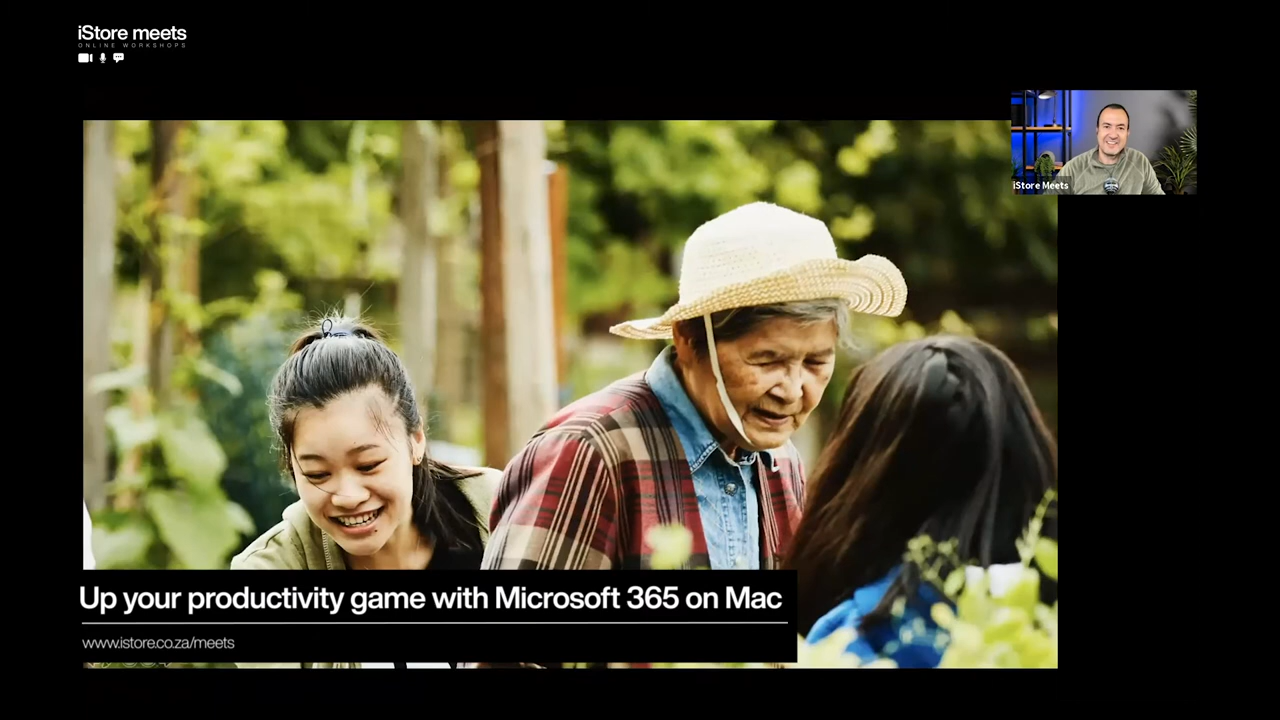 iStore meets
ONLINE WORKSHOPS
iStore Meets
Up your productivity game with Microsoft 365 on Mac
www.istore.co.za/meets